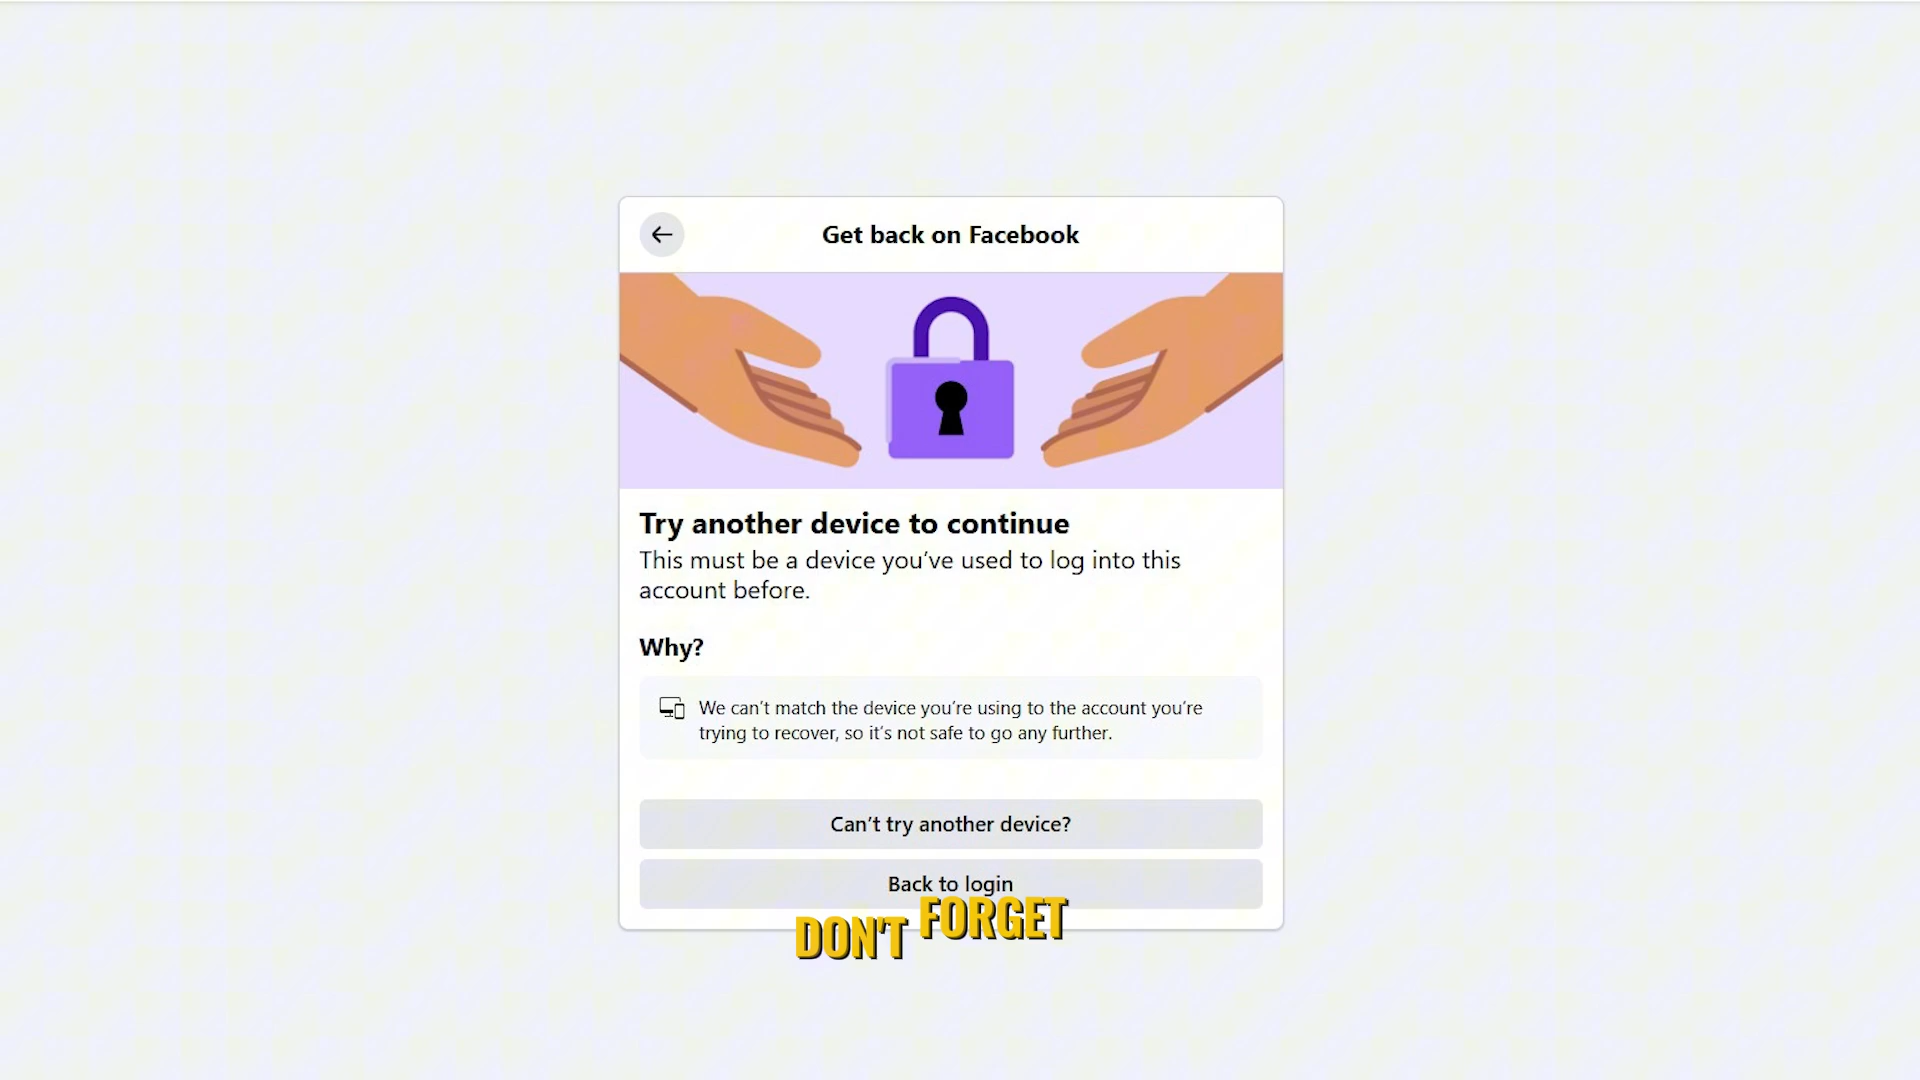 Get back on Facebook
Try another device to continue
This must be a device you’ve used to log into this
account before.
Why?
We can’t match the device you’re using to the account you’re
trying to recover, so it’s not safe to go any further.
Can’t try another device?
Back to login
DON'T FORGET